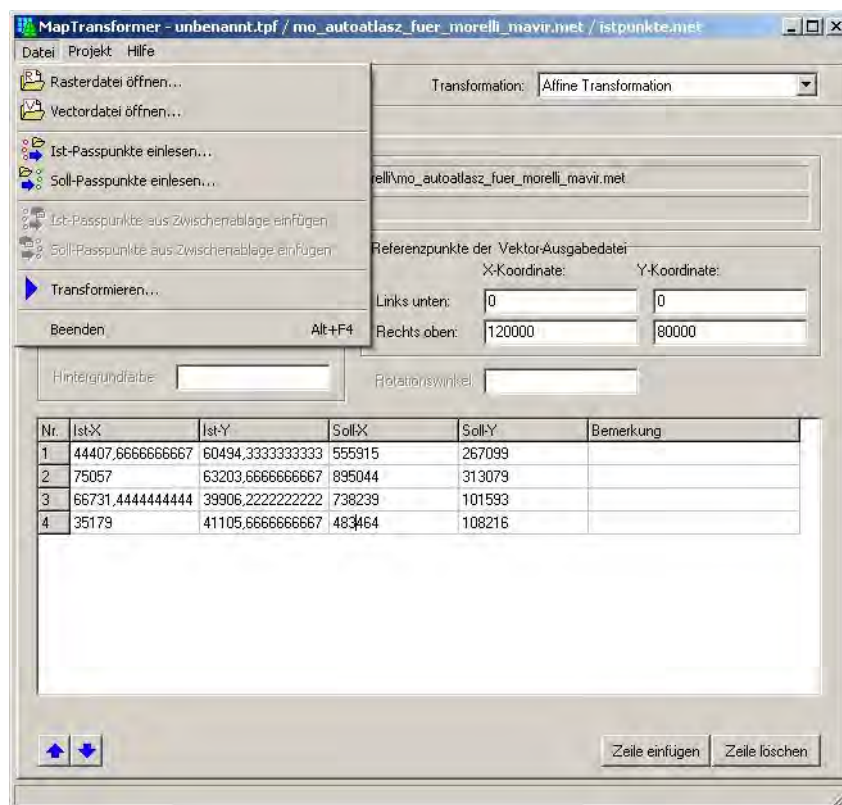 MapTransformer - unbenannt.tpf / mo_autoatlasz_fuer_morelli_mavir.met / istpunkte.met
Datei Projekt Hilfe
Rasterdatei öffnen...
Vectordatei öffnen...
Ist-Passpunkte einlesen...
Soll-Passpunkte einlesen...
Ist-Passpunkte aus Zwischenablage einfügen
Soll-Passpunkte aus Zwischenablage einfügen
Transformieren...
Beenden Alt+F4
Transformation: Affine Transformation
relli\mo_autoatlasz_fuer_morelli_mavir.met
Referenzpunkte der Vektor-Ausgabedatei
X-Koordinate: Y-Koordinate:
Links unten: 0 0
Rechts oben: 120000 80000
Hintergrundfarbe: Rotationswinkel:
Nr. Ist-X Ist-Y Soll-X Soll-Y Bemerkung
1 44407,6666666667 60494,3333333333 555915 267099
2 75057 63203,6666666667 895044 313079
3 66731,4444444444 39906,2222222222 738239 101593
4 35179 41105,6666666667 483464 108216
Zeile einfügen Zeile löschen